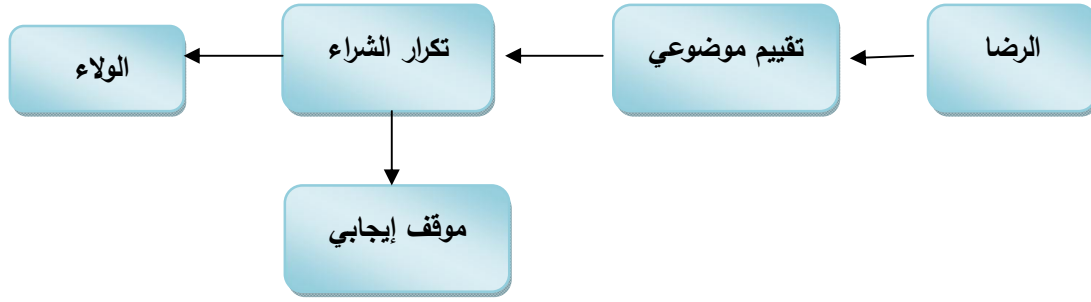 الرضا
تقييم موضوعي
تكرار الشراء
الولاء
موقف إيجابي